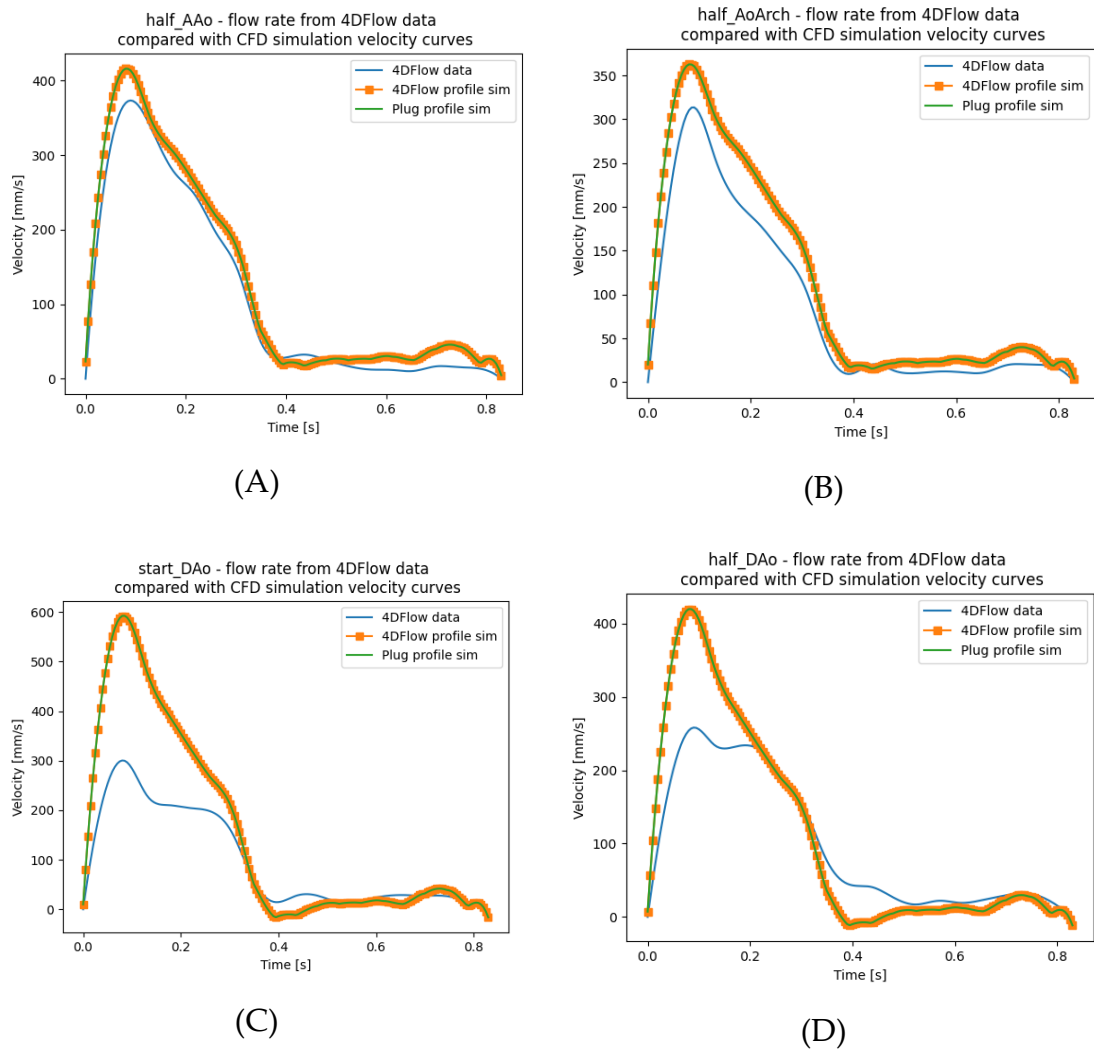 half_AAo - flow rate from 4DFlow data
compared with CFD simulation velocity curves
4DFlow data
4DFlow profile sim
Plug profile sim
Velocity [mm/s]
400
300
200
100
0
0.0 0.2 0.4 0.6 0.8
Time [s]
(A)
half_AoArch - flow rate from 4DFlow data
compared with CFD simulation velocity curves
4DFlow data
4DFlow profile sim
Plug profile sim
Velocity [mm/s]
350
300
250
200
150
100
50
0
0.0 0.2 0.4 0.6 0.8
Time [s]
(B)
start_DAo - flow rate from 4DFlow data
compared with CFD simulation velocity curves
4DFlow data
4DFlow profile sim
Plug profile sim
Velocity [mm/s]
600
500
400
300
200
100
0
0.0 0.2 0.4 0.6 0.8
Time [s]
(C)
half_DAo - flow rate from 4DFlow data
compared with CFD simulation velocity curves
4DFlow data
4DFlow profile sim
Plug profile sim
Velocity [mm/s]
400
300
200
100
0
0.0 0.2 0.4 0.6 0.8
Time [s]
(D)